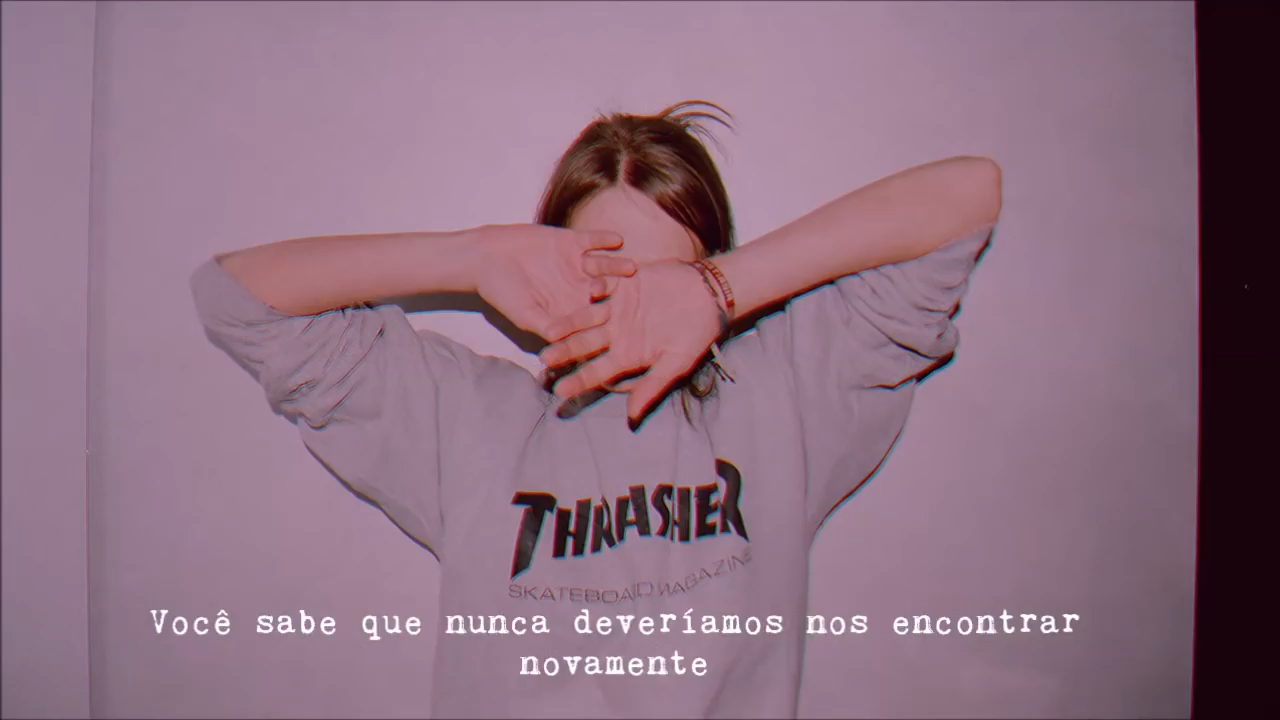 THRASHER
SKATEBOARD MAGAZINE
Você sabe que nunca deveríamos nos encontrar
novamente